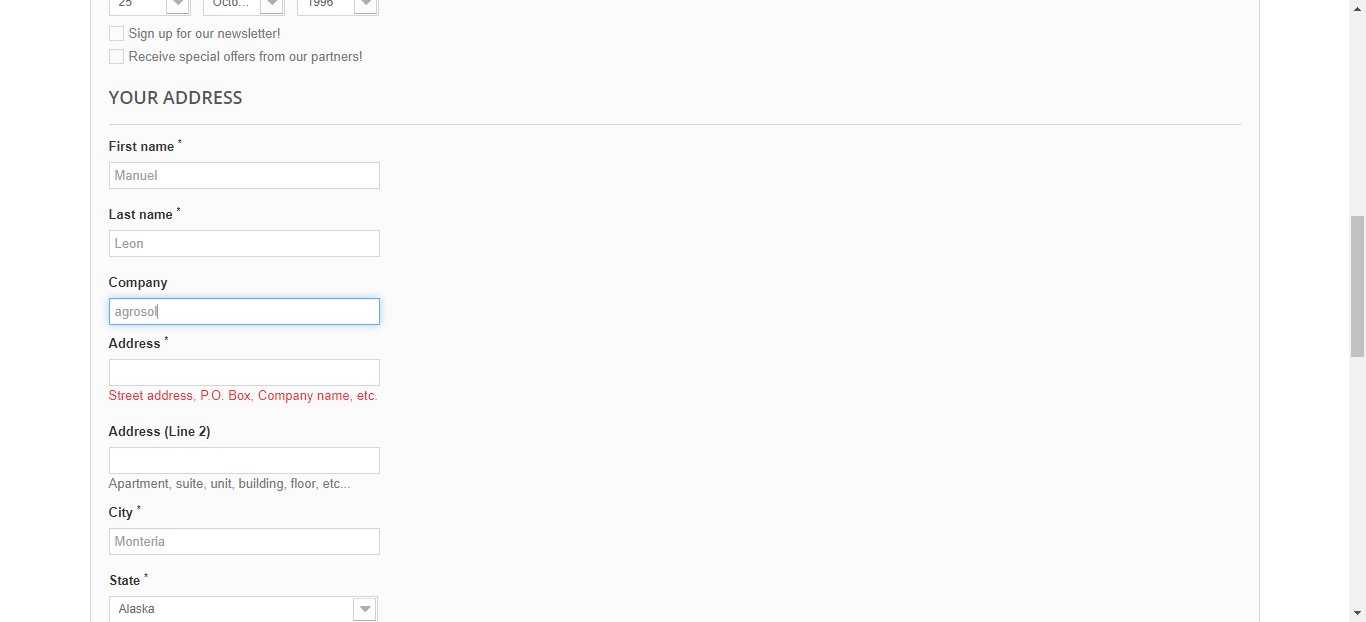 25 Octo... 1996
Sign up for our newsletter!
Receive special offers from our partners!
YOUR ADDRESS
First name *
Manuel
Last name *
Leon
Company
agrosol
Address *
Street address, P.O. Box, Company name, etc.
Address (Line 2)
Apartment, suite, unit, building, floor, etc...
City *
Monteria
State *
Alaska